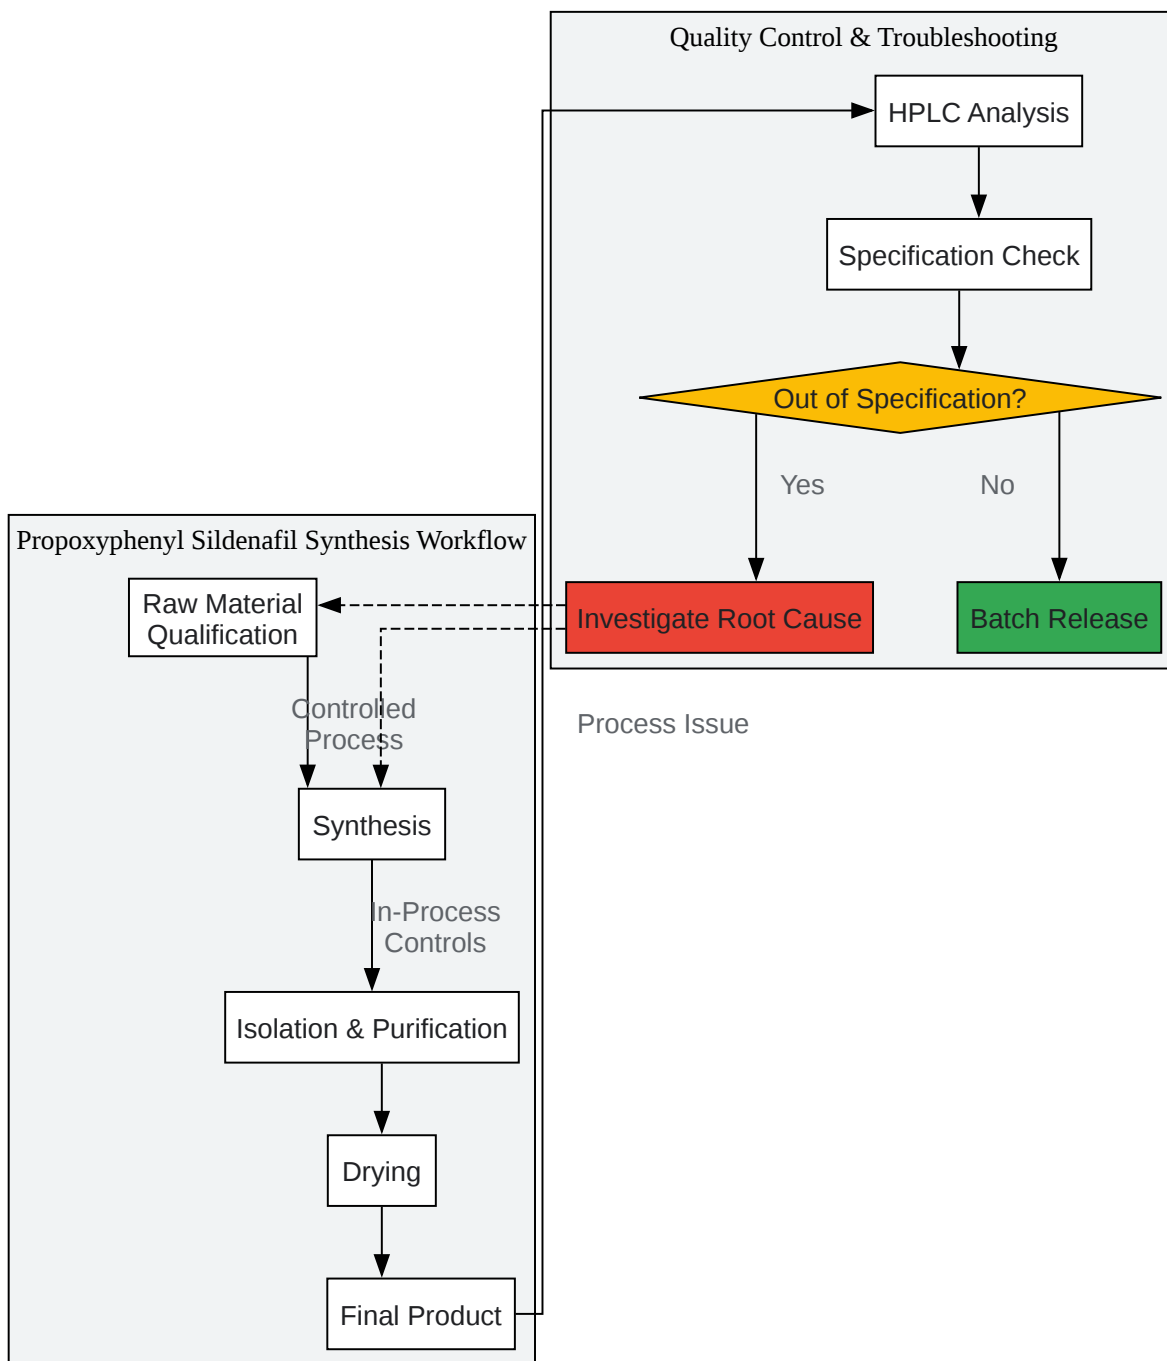 Quality Control & Troubleshooting
HPLC Analysis
Specification Check
Out of Specification?
Yes
No
Investigate Root Cause
Batch Release
Process Issue
Propoxyphenyl Sildenafil Synthesis Workflow
Raw Material
Qualification
Controlled
Process
Synthesis
In-Process
Controls
Isolation & Purification
Drying
Final Product